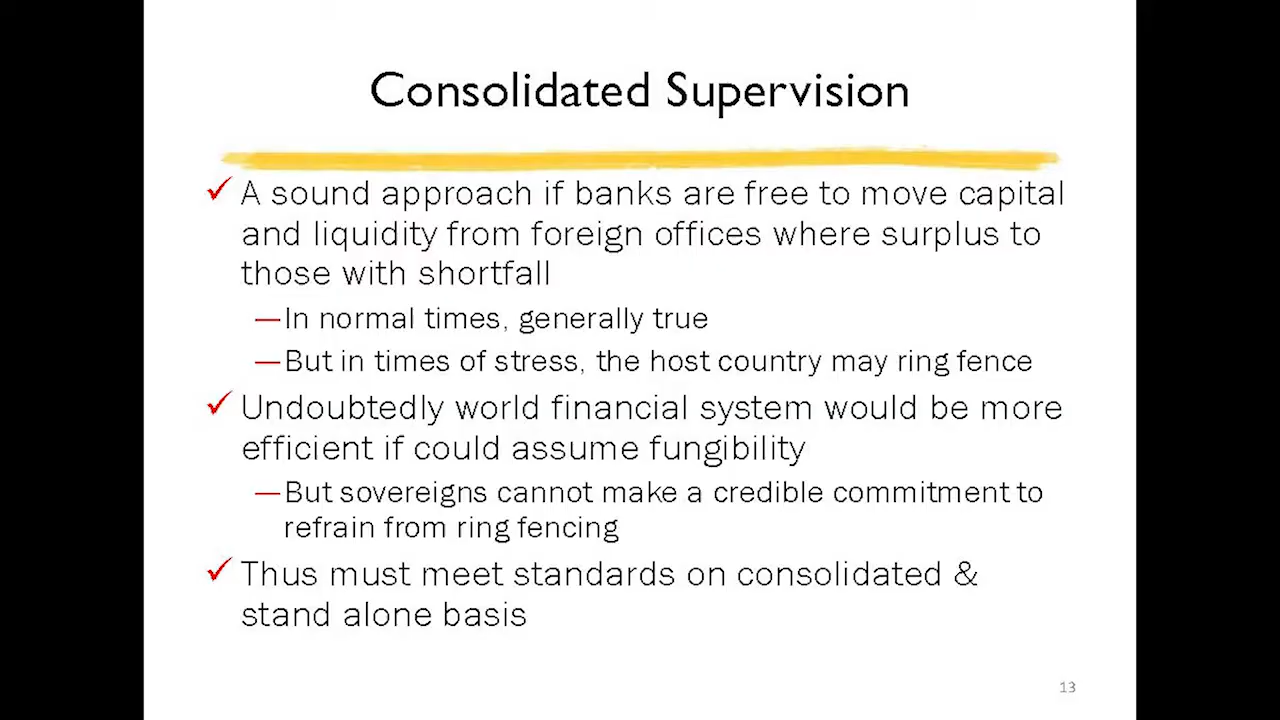 Consolidated Supervision
✓ A sound approach if banks are free to move capital
and liquidity from foreign offices where surplus to
those with shortfall
—In normal times, generally true
—But in times of stress, the host country may ring fence
✓ Undoubtedly world financial system would be more
efficient if could assume fungibility
—But sovereigns cannot make a credible commitment to
refrain from ring fencing
✓ Thus must meet standards on consolidated &
stand alone basis
13